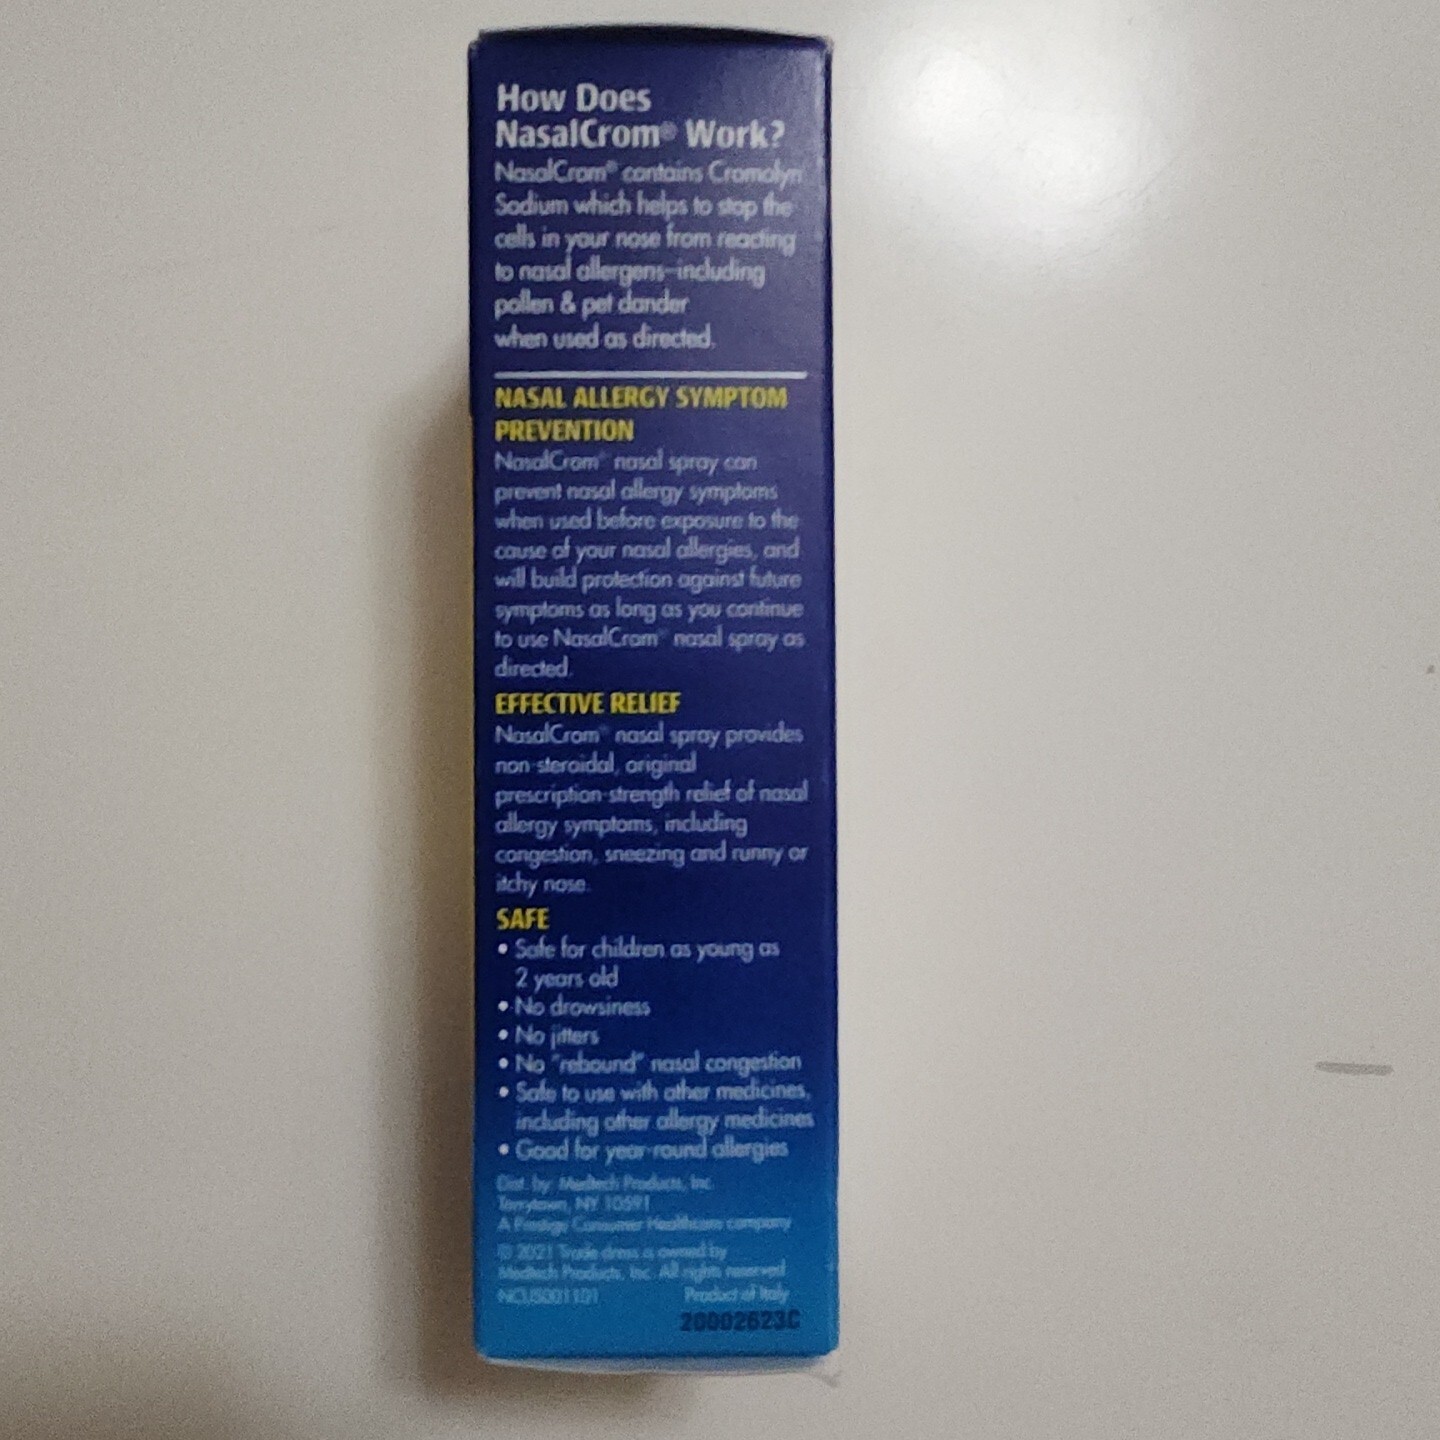 How Does
NasalCrom® Work?
NasalCrom® contains Cromolyn
Sodium which helps to stop the
cells in your nose from reacting
to nasal allergens–including
pollen & pet dander
when used as directed.
NASAL ALLERGY SYMPTOM
PREVENTION
NasalCrom® nasal spray can
prevent nasal allergy symptoms
when used before exposure to the
cause of your nasal allergies, and
will build protection against future
symptoms as long as you continue
to use NasalCrom® nasal spray as
directed.
EFFECTIVE RELIEF
NasalCrom® nasal spray provides
non-steroidal, original
prescription-strength relief of nasal
allergy symptoms, including
congestion, sneezing and runny or
itchy nose.
SAFE
• Safe for children as young as
2 years old
• No drowsiness
• No jitters
• No "rebound" nasal congestion
• Safe to use with other medicines,
including other allergy medicines
• Good for year-round allergies
Dist. by: Medtech Products, Inc.
Tarrytown, NY 10591
A Prestige Consumer Healthcare company
© 2021 Trade dress is owned by
Medtech Products, Inc. All rights reserved.
NCUS001101 Product of Italy
20002623C